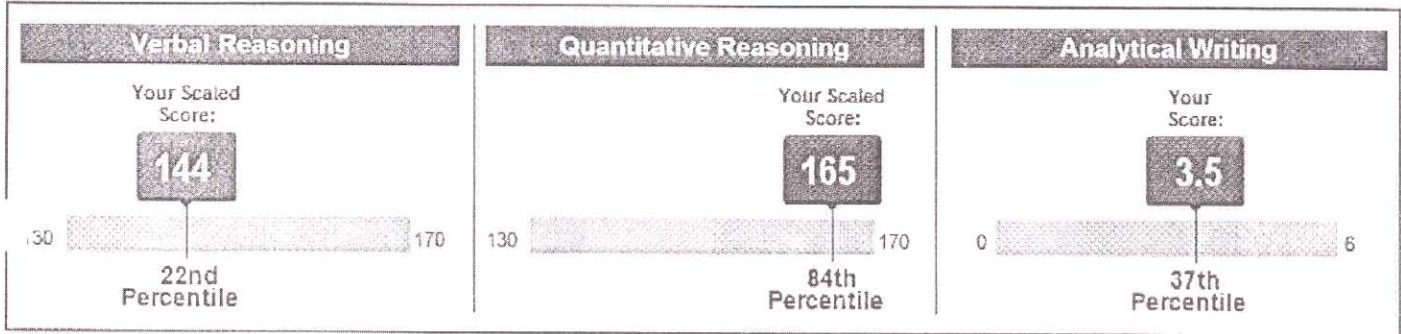 Verbal Reasoning
Your Scaled
Score:
144
170
22nd
Percentile
Quantitative Reasoning
Your Scaled
Score:
165
130
170
84th
Percentile
Analytical Writing
Your
Score:
3.5
0
6
37th
Percentile